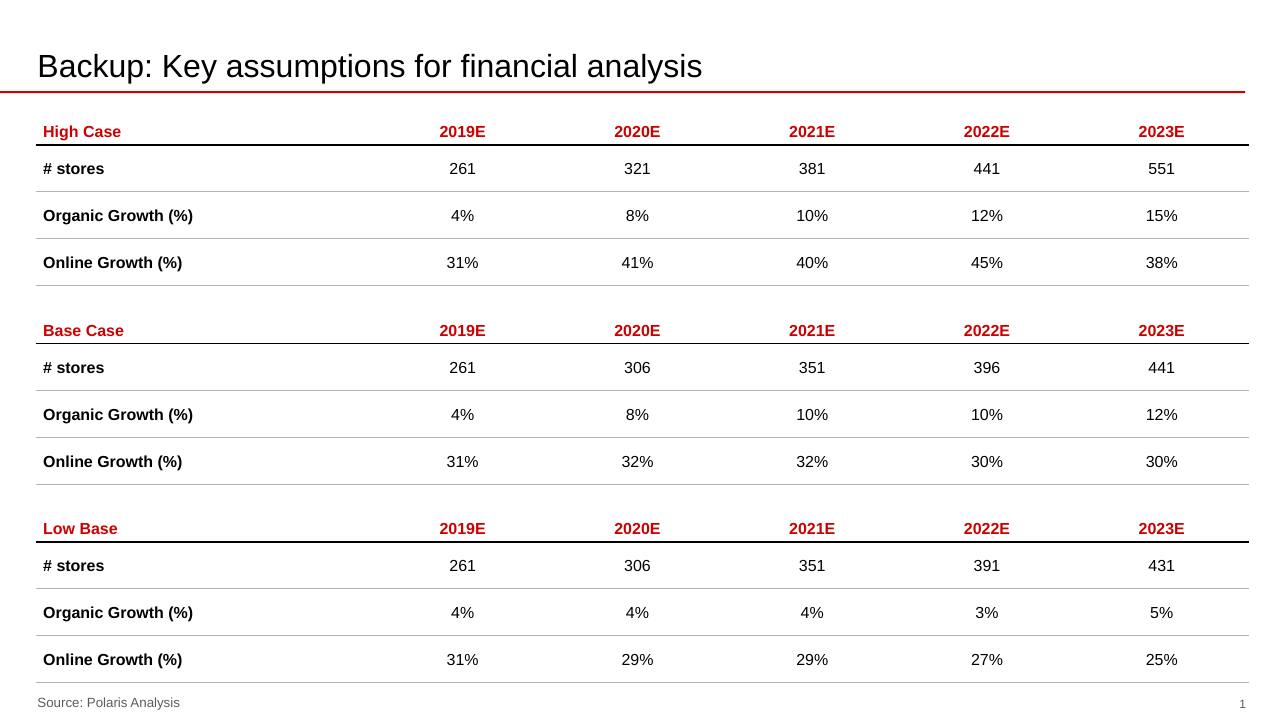 Backup: Key assumptions for financial analysis
High Case 2019E 2020E 2021E 2022E 2023E
# stores 261 321 381 441 551
Organic Growth (%) 4% 8% 10% 12% 15%
Online Growth (%) 31% 41% 40% 45% 38%
Base Case 2019E 2020E 2021E 2022E 2023E
# stores 261 306 351 396 441
Organic Growth (%) 4% 8% 10% 10% 12%
Online Growth (%) 31% 32% 32% 30% 30%
Low Base 2019E 2020E 2021E 2022E 2023E
# stores 261 306 351 391 431
Organic Growth (%) 4% 4% 4% 3% 5%
Online Growth (%) 31% 29% 29% 27% 25%
Source: Polaris Analysis 1